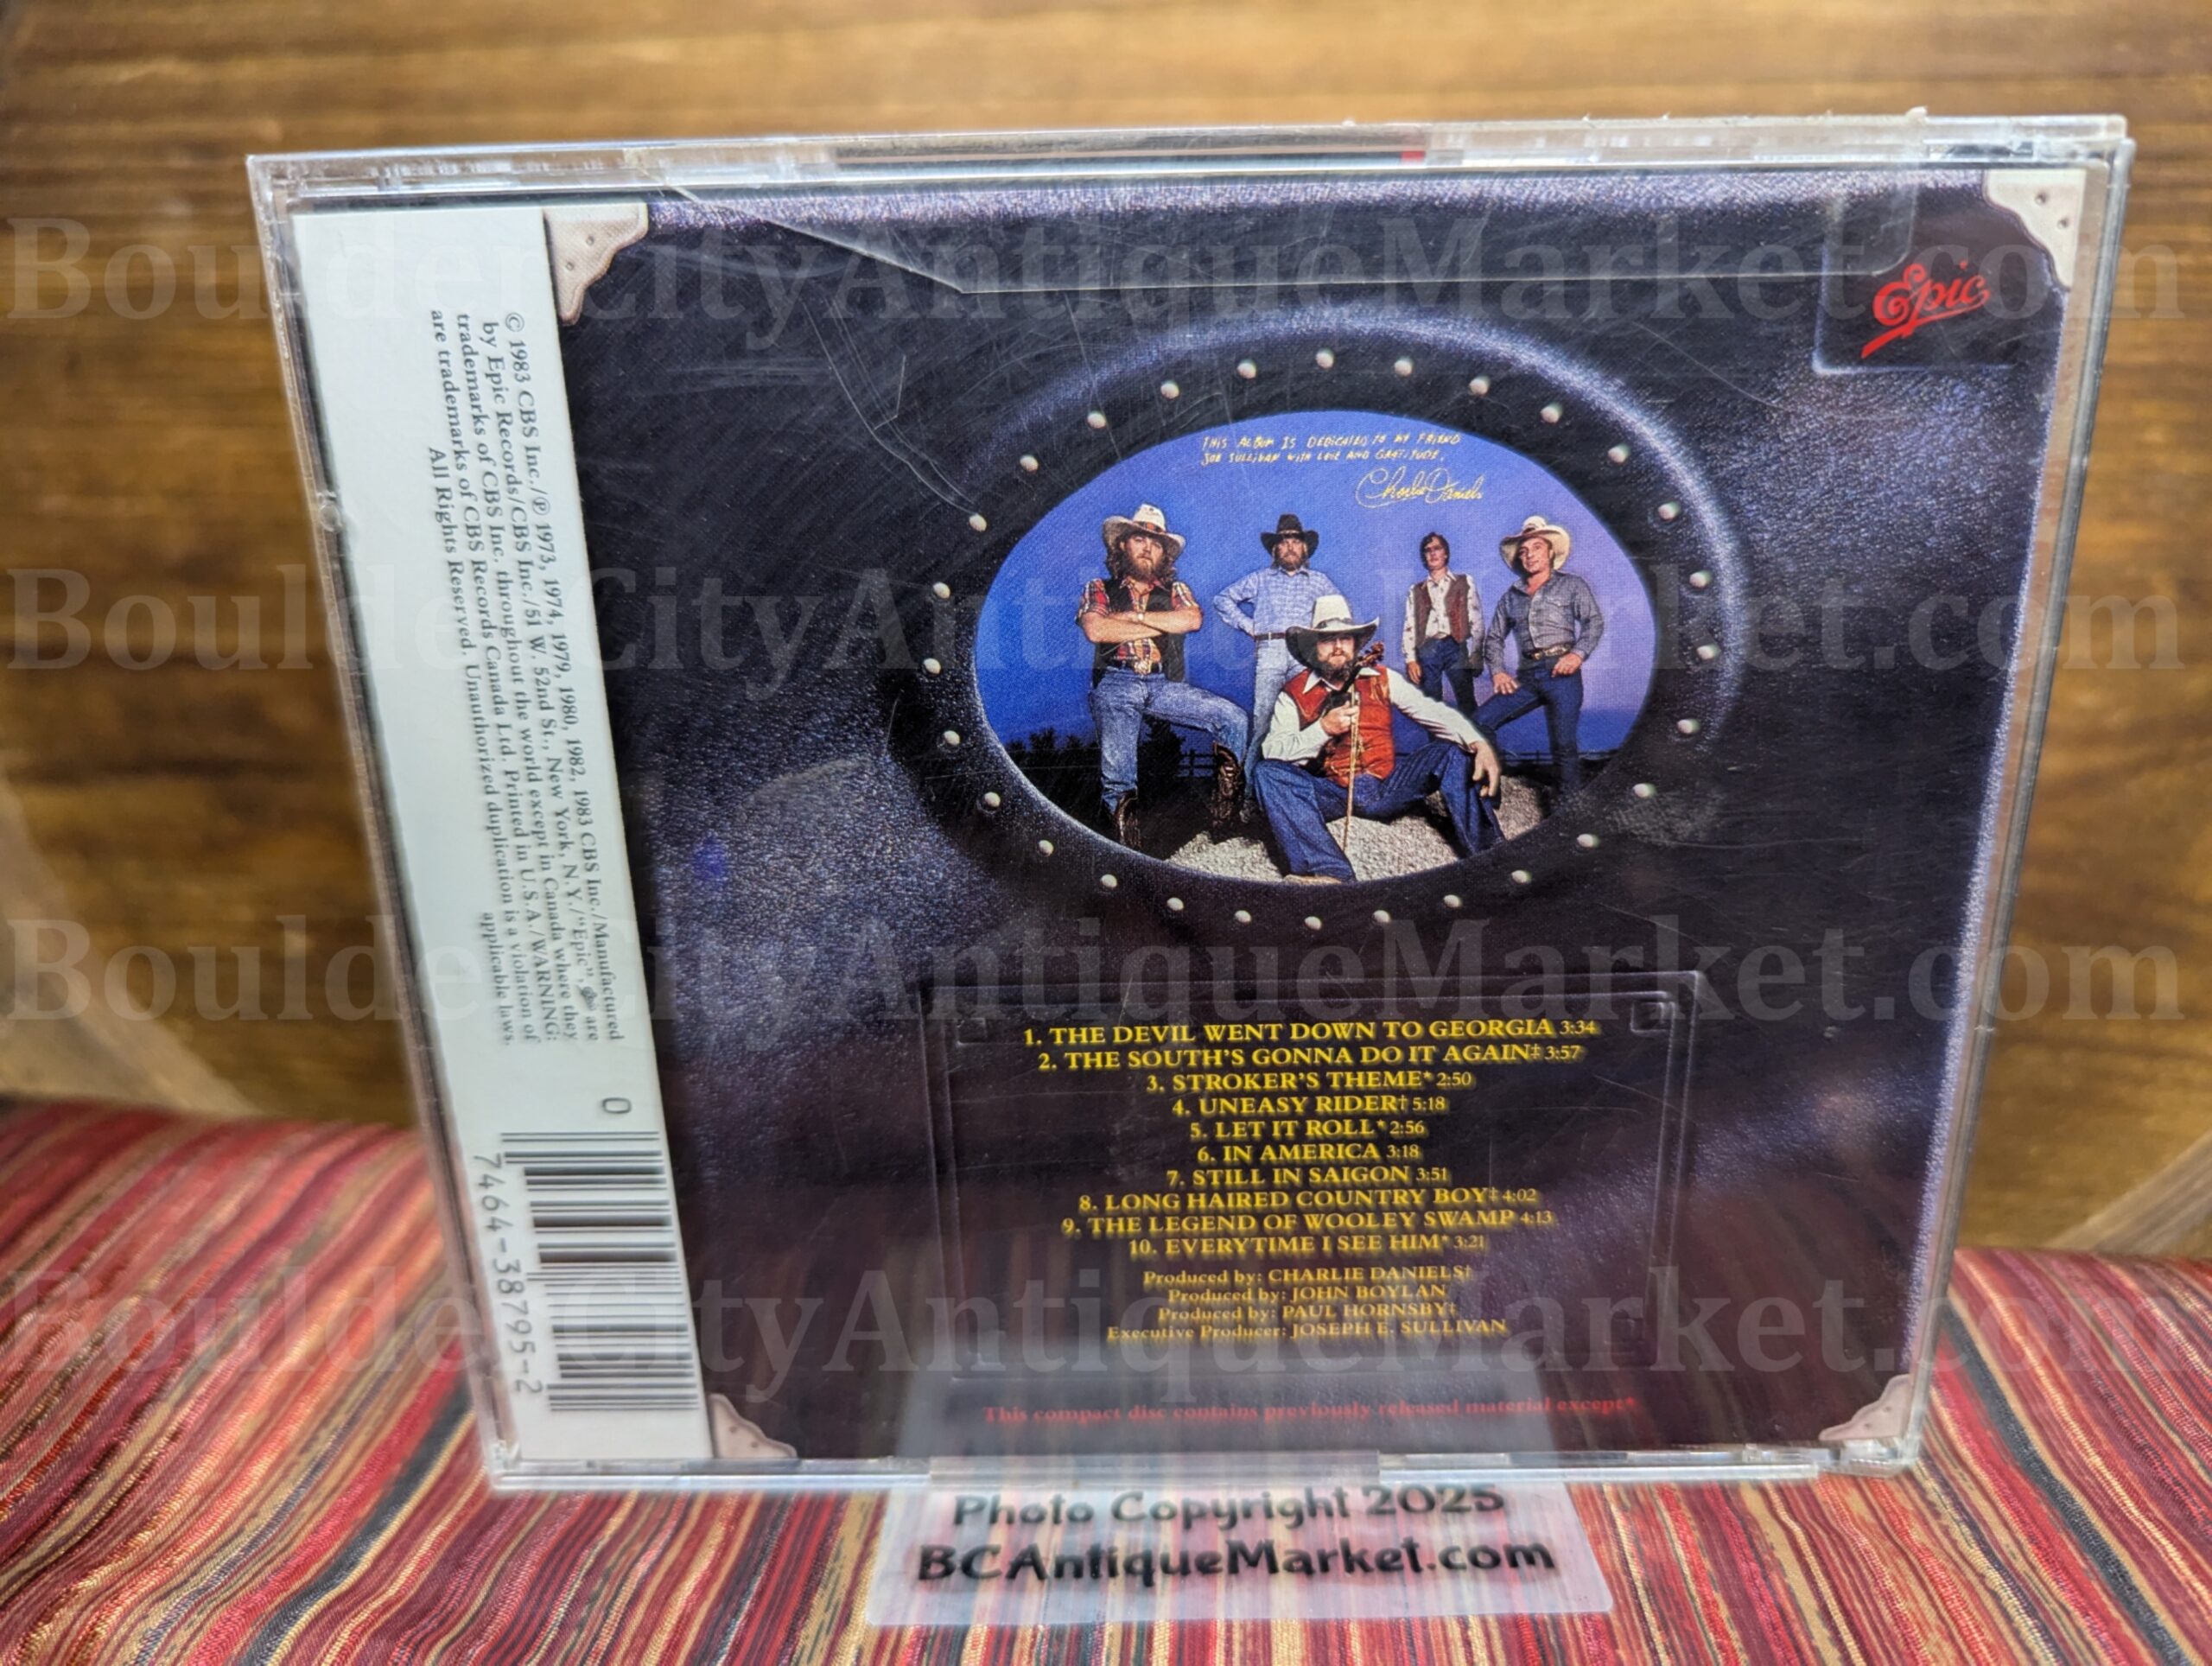 Epic
THIS ALBUM IS DEDICATED TO MY FRIEND
JOE SULLIVAN WITH LOVE AND GRATITUDE,
Charlie Daniels
1. THE DEVIL WENT DOWN TO GEORGIA 3:34
2. THE SOUTH'S GONNA DO IT AGAIN‡ 3:57
3. STROKER'S THEME* 2:50
4. UNEASY RIDER† 5:18
5. LET IT ROLL* 2:56
6. IN AMERICA 3:18
7. STILL IN SAIGON 3:51
8. LONG HAIRED COUNTRY BOY‡ 4:02
9. THE LEGEND OF WOOLEY SWAMP 4:13
10. EVERYTIME I SEE HIM* 3:21
Produced by: CHARLIE DANIELS†
Produced by: JOHN BOYLAN
Produced by: PAUL HORNSBY‡
Executive Producer: JOSEPH E. SULLIVAN
This compact disc contains previously released material except*
© 1983 CBS Inc./℗ 1973, 1974, 1979, 1980, 1982, 1983 CBS Inc./Manufactured
by Epic Records/CBS Inc./51 W. 52nd St., New York, N.Y./"Epic", are
trademarks of CBS Inc. throughout the world except in Canada where they
are trademarks of CBS Records Canada Ltd. Printed in U.S.A./WARNING:
All Rights Reserved. Unauthorized duplication is a violation of
applicable laws.
0
7464-38795-2
Photo Copyright 2025
BCAntiqueMarket.com
BoulderCityAntiqueMarket.com
BoulderCityAntiqueMarket.com
BoulderCityAntiqueMarket.com
BoulderCityAntiqueMarket.com